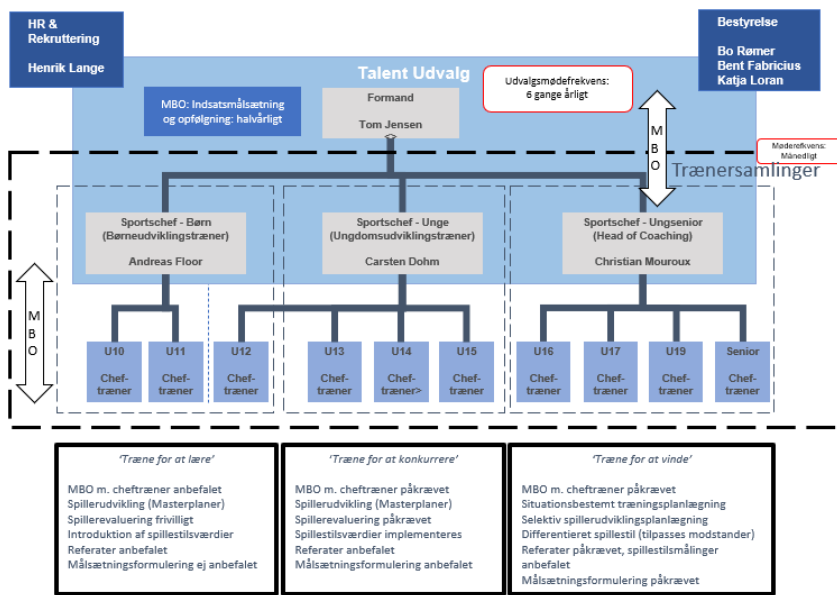 HR &
Rekruttering
Henrik Lange
Bestyrelse
Bo Rømer
Bent Fabricius
Katja Loran
Talent Udvalg
Udvalgsmødefrekvens:
6 gange årligt
MBO: Indsatsmålsætning
og opfølgning: halvårligt
Formand
Tom Jensen
MBO
Møderefkvens:
Månedligt
Trænersamlinger
Sportschef - Børn
(Børneudviklingstræner)
Andreas Floor
Sportschef - Unge
(Ungdomsudviklingstræner)
Carsten Dohm
Sportschef - Ungsenior
(Head of Coaching)
Christian Mouroux
MBO
U10
Chef-
træner
U11
Chef-
træner
U12
Chef-
træner
U13
Chef-
træner
U14
Chef-
træner>
U15
Chef-
træner
U16
Chef-
træner
U17
Chef-
træner
U19
Chef-
træner
Senior
Chef-
træner
'Træne for at lære'
MBO m. cheftræner anbefalet
Spillerudvikling (Masterplaner)
Spillerevaluering frivilligt
Introduktion af spillestilsværdier
Referater anbefalet
Målsætningsformulering ej anbefalet
'Træne for at konkurrere'
MBO m. cheftræner påkrævet
Spillerudvikling (Masterplaner)
Spillerevaluering påkrævet
Spillestilsværdier implementeres
Referater anbefalet
Målsætningsformulering anbefalet
'Træne for at vinde'
MBO m. cheftræner påkrævet
Situationsbestemt træningsplanlægning
Selektiv spillerudviklingsplanlægning
Differentieret spillestil (tilpasses modstander)
Referater påkrævet, spillestilsmålinger
anbefalet
Målsætningsformulering påkrævet